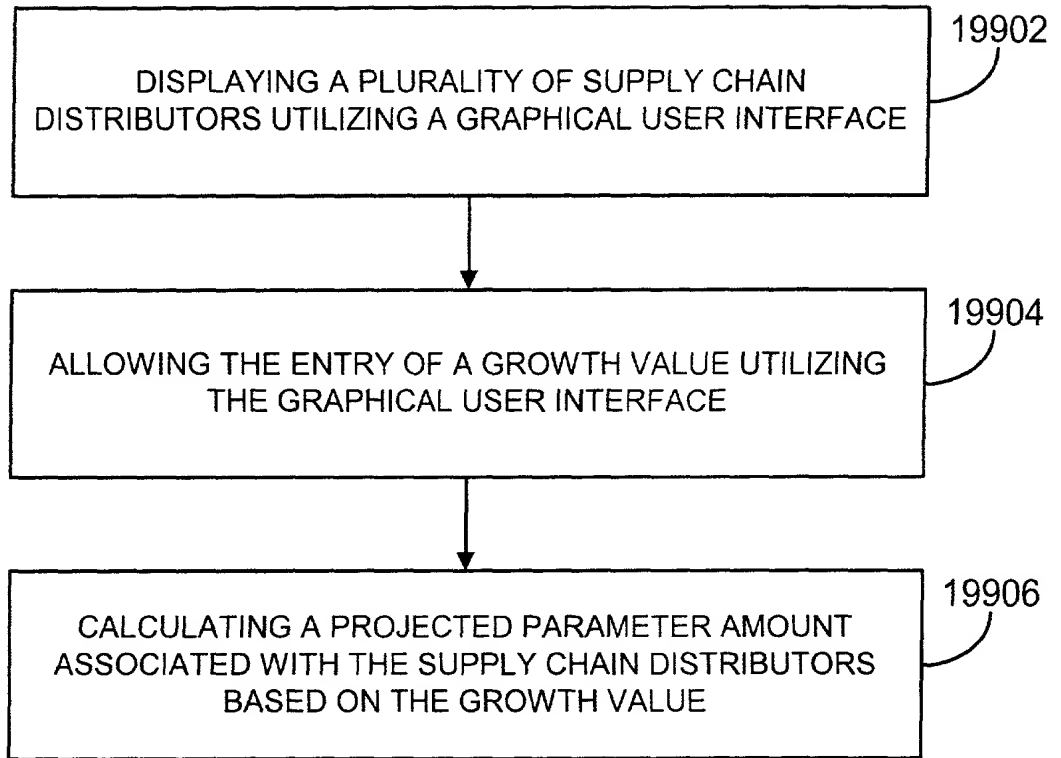 19902
DISPLAYING A PLURALITY OF SUPPLY CHAIN
DISTRIBUTORS UTILIZING A GRAPHICAL USER INTERFACE
19904
ALLOWING THE ENTRY OF A GROWTH VALUE UTILIZING
THE GRAPHICAL USER INTERFACE
19906
CALCULATING A PROJECTED PARAMETER AMOUNT
ASSOCIATED WITH THE SUPPLY CHAIN DISTRIBUTORS
BASED ON THE GROWTH VALUE